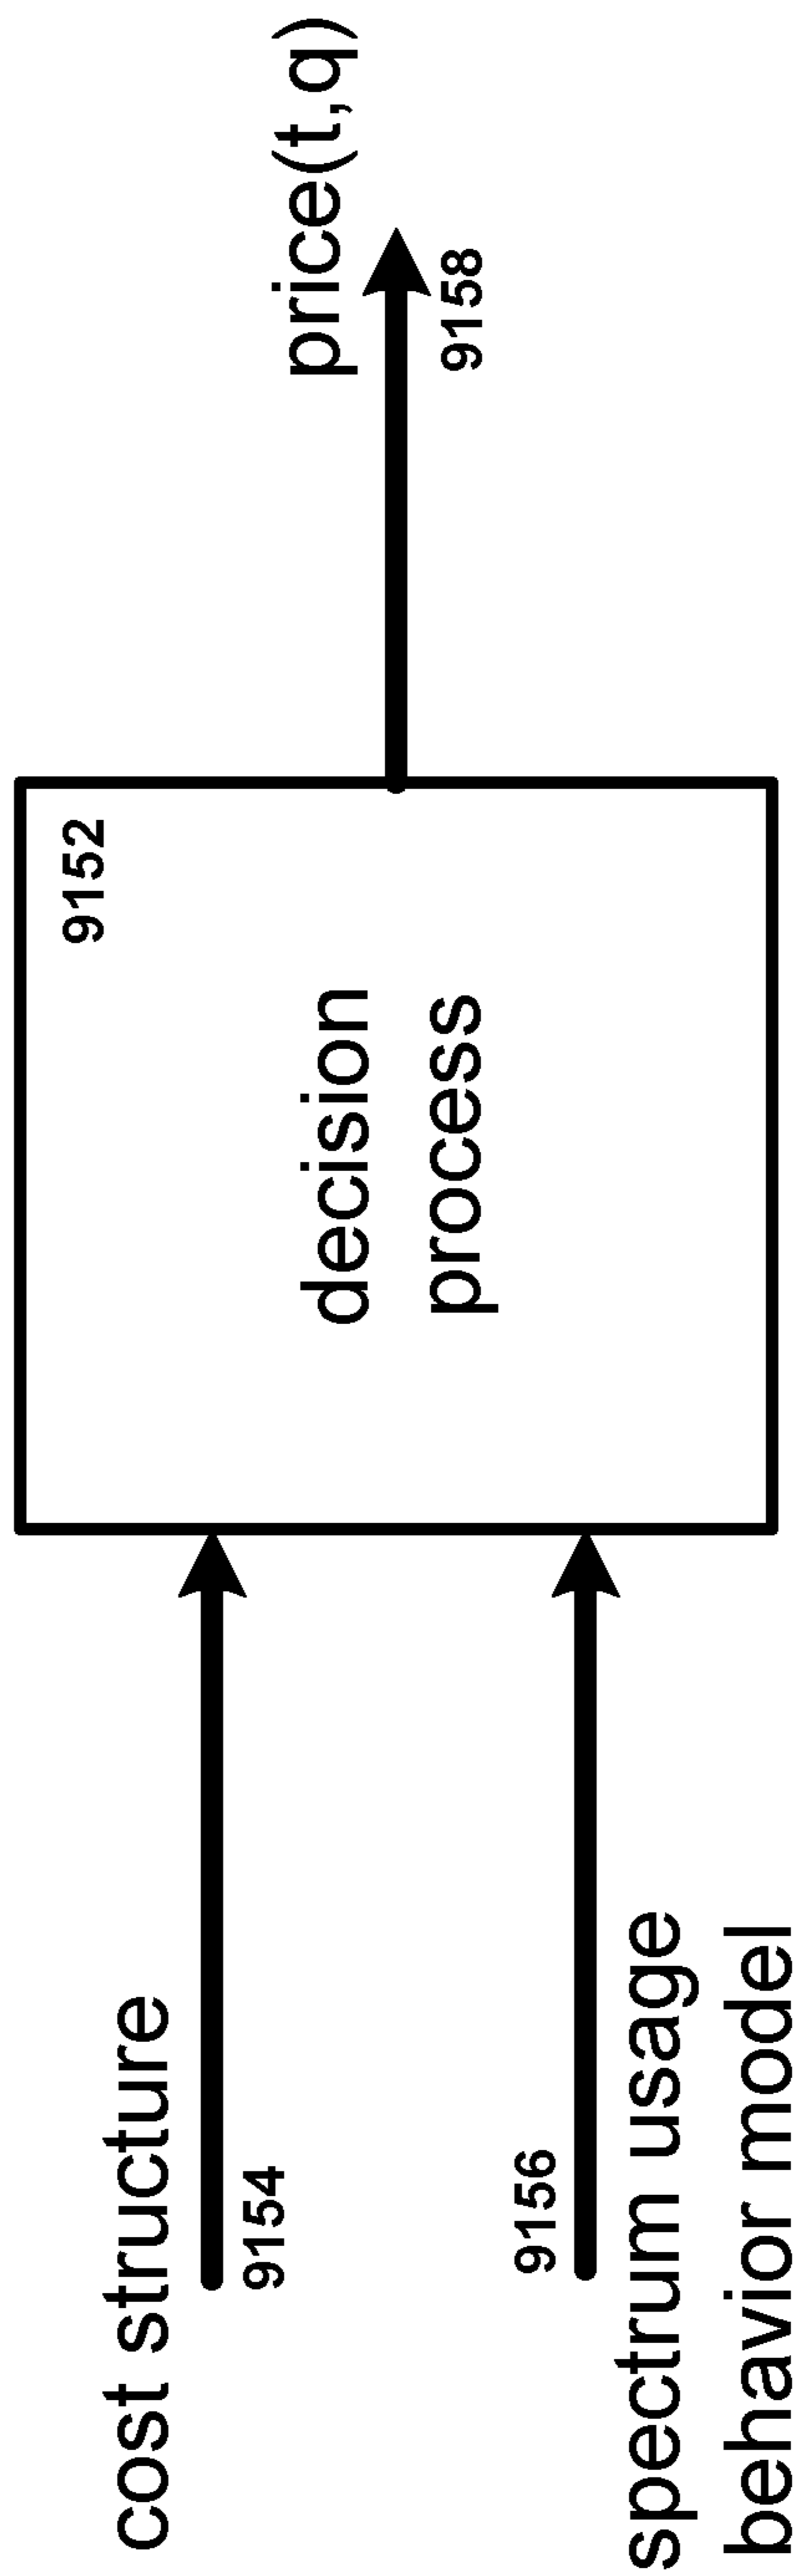 cost structure
9154
9156
spectrum usage
behavior model
9152
decision
process
price(t,q)
9158